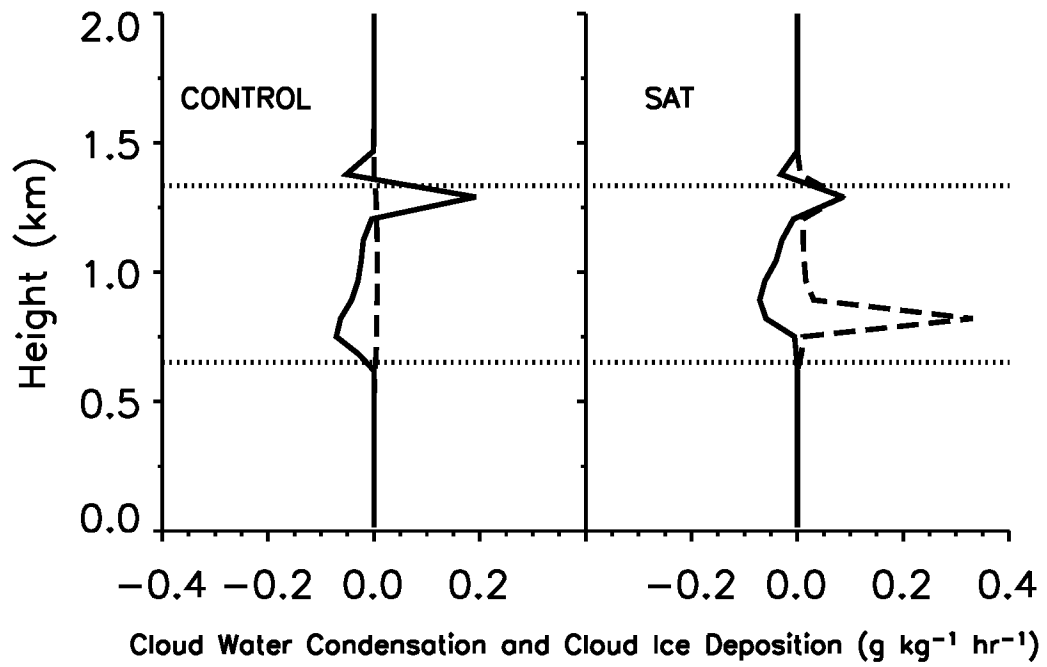 2.0
CONTROL
SAT
1.5
Height (km)
1.0
0.5
0.0
−0.4 −0.2 0.0 0.2 −0.2 0.0 0.2 0.4
Cloud Water Condensation and Cloud Ice Deposition (g kg⁻¹ hr⁻¹)